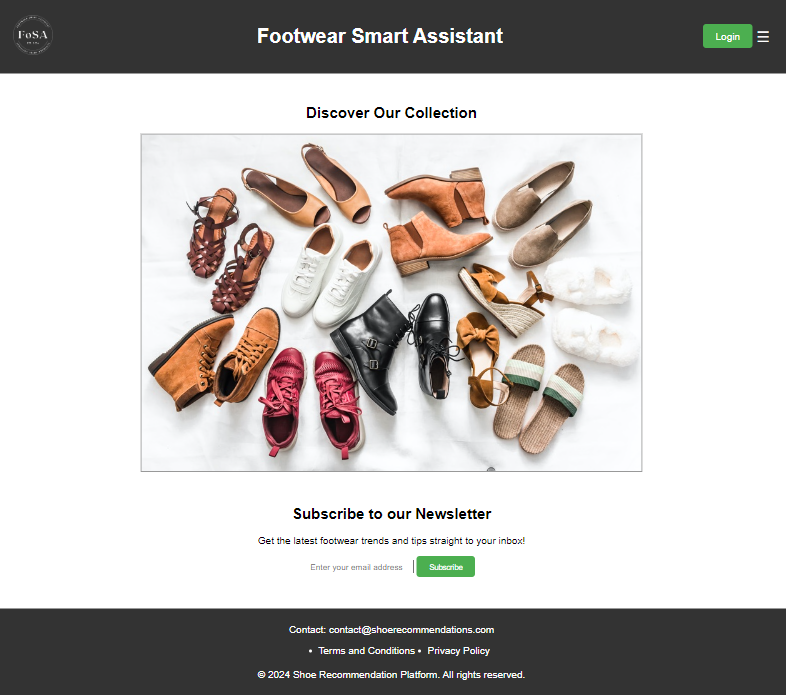 FoSA
Footwear Smart Assistant
Login
Discover Our Collection
Subscribe to our Newsletter
Get the latest footwear trends and tips straight to your inbox!
Enter your email address
Subscribe
Contact: contact@shoerecommendations.com
• Terms and Conditions • Privacy Policy
© 2024 Shoe Recommendation Platform. All rights reserved.